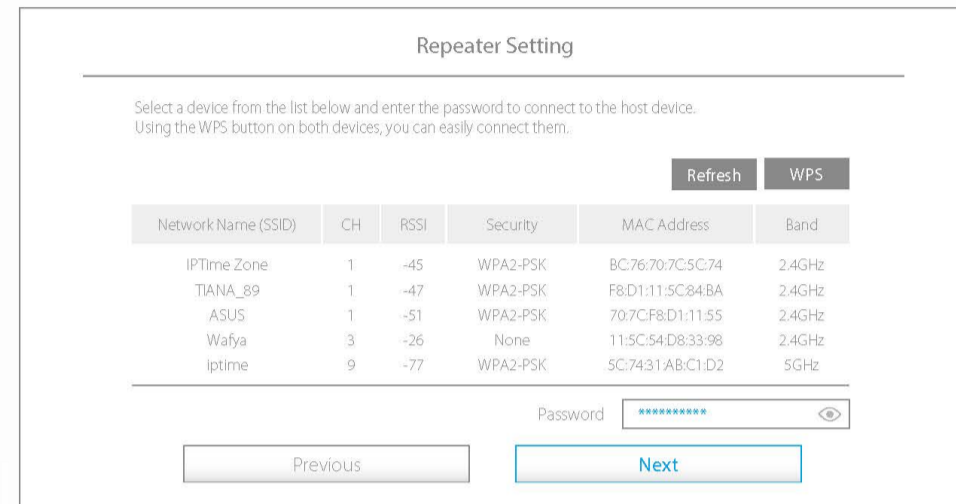 Repeater Setting
Select a device from the list below and enter the password to connect to the host device.
Using the WPS button on both devices, you can easily connect them.
Refresh WPS
Network Name (SSID) CH RSSI Security MAC Address Band
IPTime Zone 1 -45 WPA2-PSK BC:76:70:7C:5C:74 2.4GHz
TIANA_89 1 -47 WPA2-PSK F8:D1:11:5C:84:BA 2.4GHz
ASUS 1 -51 WPA2-PSK 70:7C:F8:D1:11:55 2.4GHz
Wafya 3 -26 None 11:5C:54:D8:33:98 2.4GHz
iptime 9 -77 WPA2-PSK 5C:74:31:AB:C1:D2 5GHz
Password **********
Previous Next